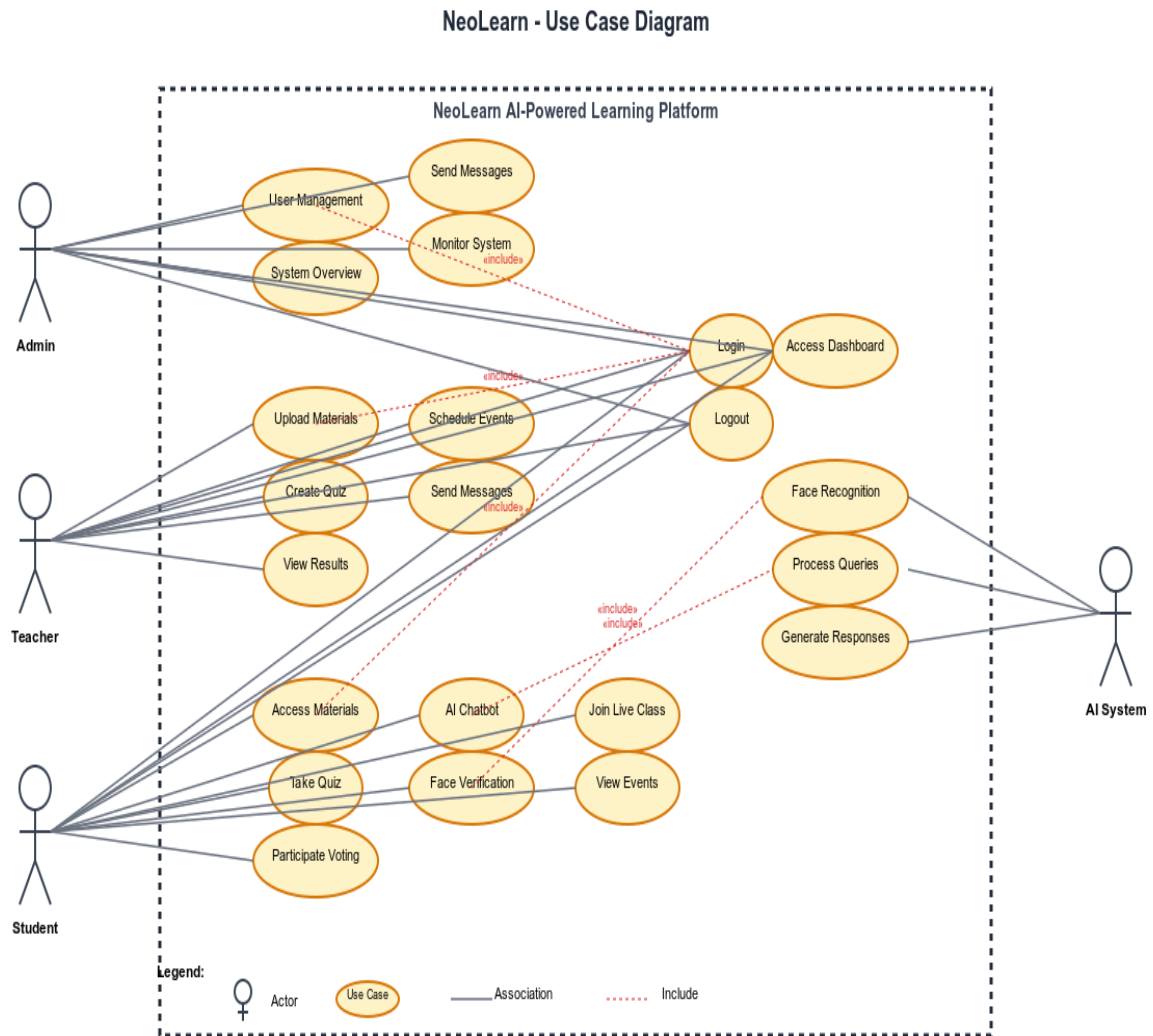 NeoLearn - Use Case Diagram
NeoLearn AI-Powered Learning Platform
Send Messages
User Management
Monitor System
«include»
System Overview
Admin
Login
Access Dashboard
«include»
Upload Materials
Schedule Events
Logout
Create Quiz
Send Messages
«include»
Face Recognition
View Results
Process Queries
Teacher
«include»
«include»
Generate Responses
Access Materials
AI Chatbot
Join Live Class
AI System
Take Quiz
Face Verification
View Events
Participate Voting
Student
Legend:
Actor
Use Case
Association
Include